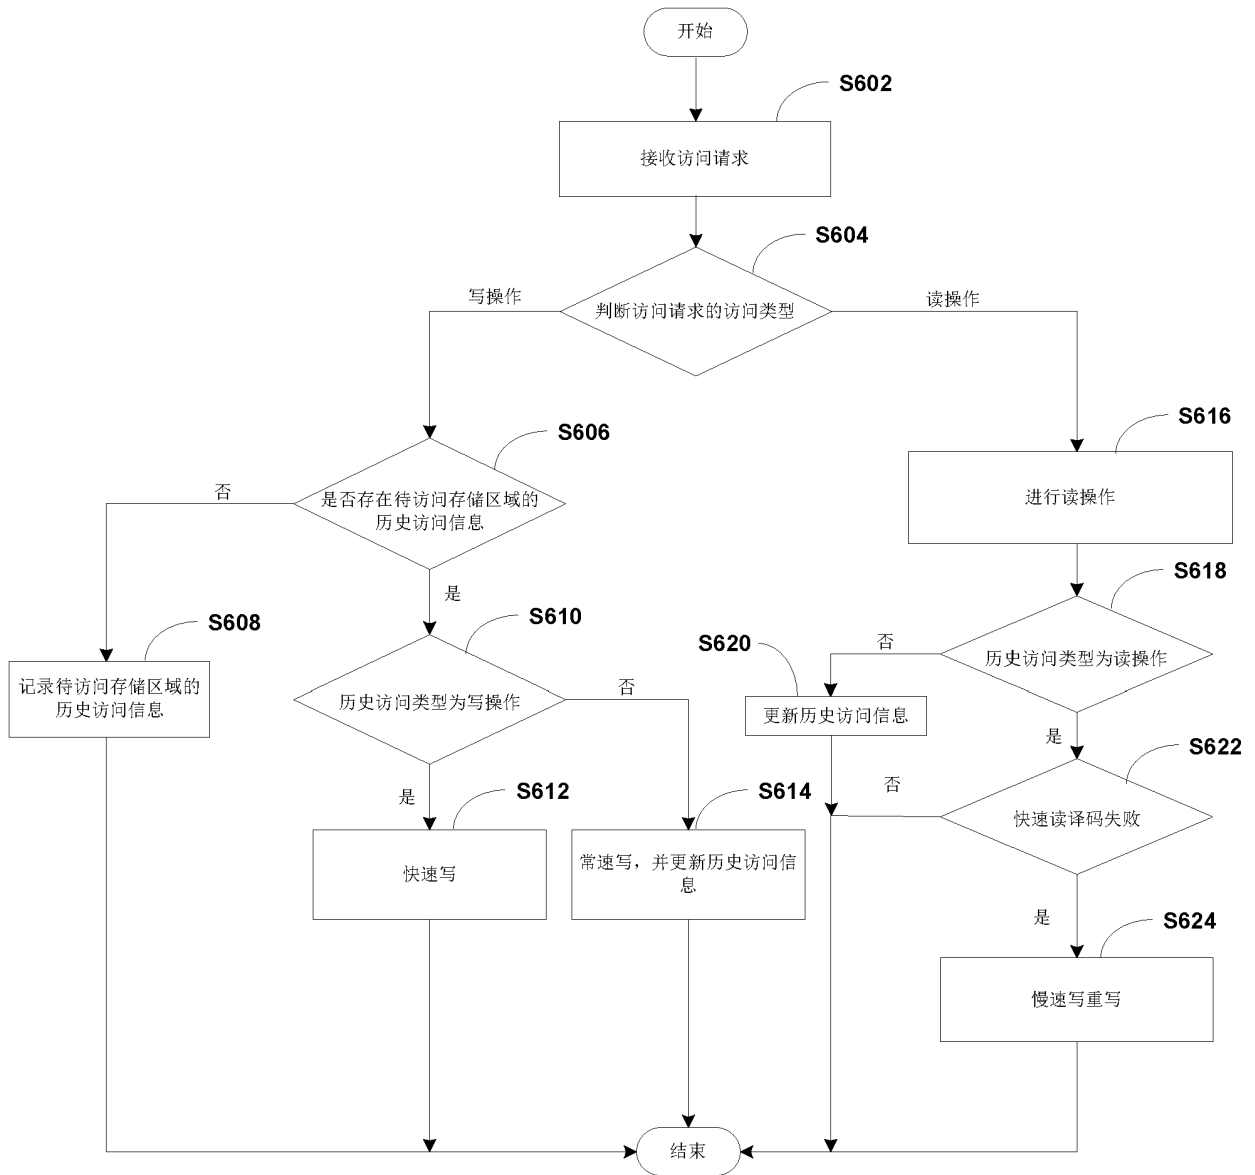 开始
S602
接收访问请求
S604
写操作
判断访问请求的访问类型
读操作
S606
S616
否
是否存在待访问存储区域的
历史访问信息
进行读操作
是
S618
S608
S610
S620
否
历史访问类型为读操作
记录待访问存储区域的
历史访问信息
历史访问类型为写操作
否
更新历史访问信息
是
S622
是
S612
S614
否
快速读译码失败
快速写
常速写，并更新历史访问信
息
是
S624
慢速写重写
结束